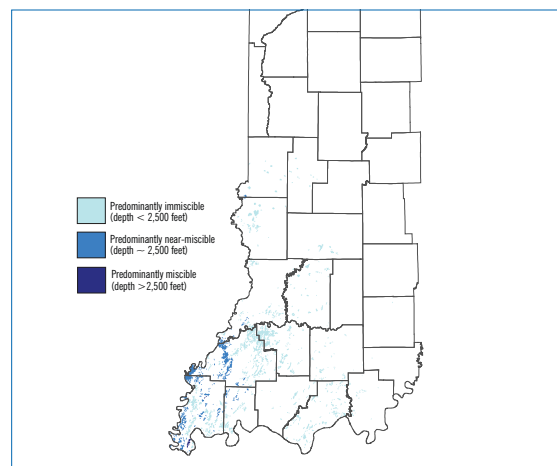 Predominantly immiscible
(depth < 2,500 feet)
Predominantly near-miscible
(depth ~ 2,500 feet)
Predominantly miscible
(depth >2,500 feet)